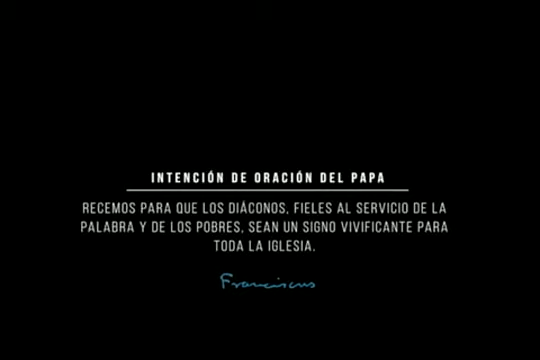 INTENCIÓN DE ORACIÓN DEL PAPA
RECEMOS PARA QUE LOS DIÁCONOS, FIELES AL SERVICIO DE LA
PALABRA Y DE LOS POBRES, SEAN UN SIGNO VIVIFICANTE PARA
TODA LA IGLESIA.
Franciscus